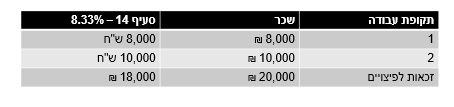 תקופת עבודה שכר סעיף 14 – 8.33%
1 8,000 ₪ 8,000 ש"ח
2 10,000 ₪ 10,000 ש"ח
זכאות לפיצויים 20,000 ₪ 18,000 ₪